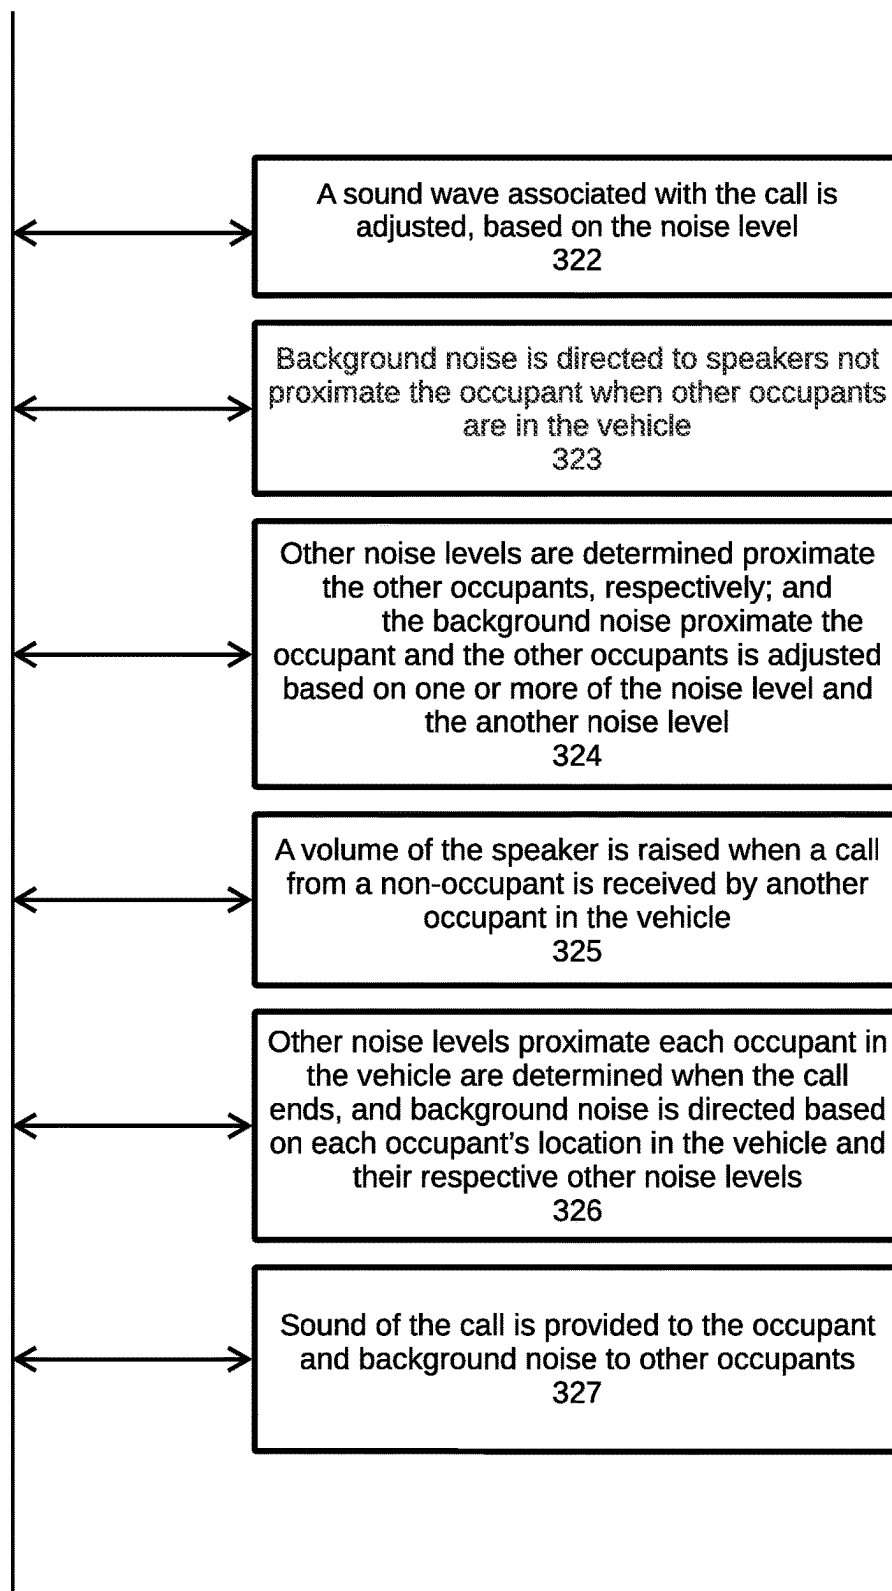 A sound wave associated with the call is
adjusted, based on the noise level
322
Background noise is directed to speakers not
proximate the occupant when other occupants
are in the vehicle
323
Other noise levels are determined proximate
the other occupants, respectively; and
the background noise proximate the
occupant and the other occupants is adjusted
based on one or more of the noise level and
the another noise level
324
A volume of the speaker is raised when a call
from a non-occupant is received by another
occupant in the vehicle
325
Other noise levels proximate each occupant in
the vehicle are determined when the call
ends, and background noise is directed based
on each occupant’s location in the vehicle and
their respective other noise levels
326
Sound of the call is provided to the occupant
and background noise to other occupants
327